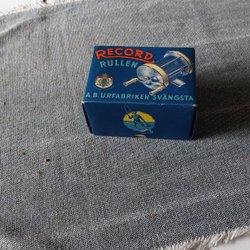 RECORD
RULLEN
A.B. URFABRIKEN SVÄNGSTA